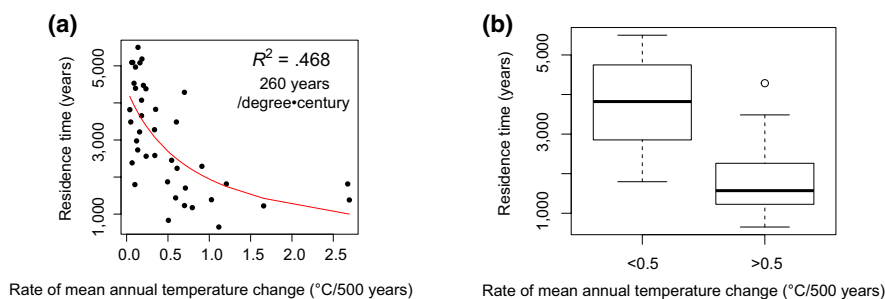 (a)
R² = .468
260 years
/degree•century
Residence time (years)
5,000
3,000
1,000
0.0 0.5 1.0 1.5 2.0 2.5
Rate of mean annual temperature change (°C/500 years)
(b)
Residence time (years)
5,000
3,000
1,000
<0.5 >0.5
Rate of mean annual temperature change (°C/500 years)